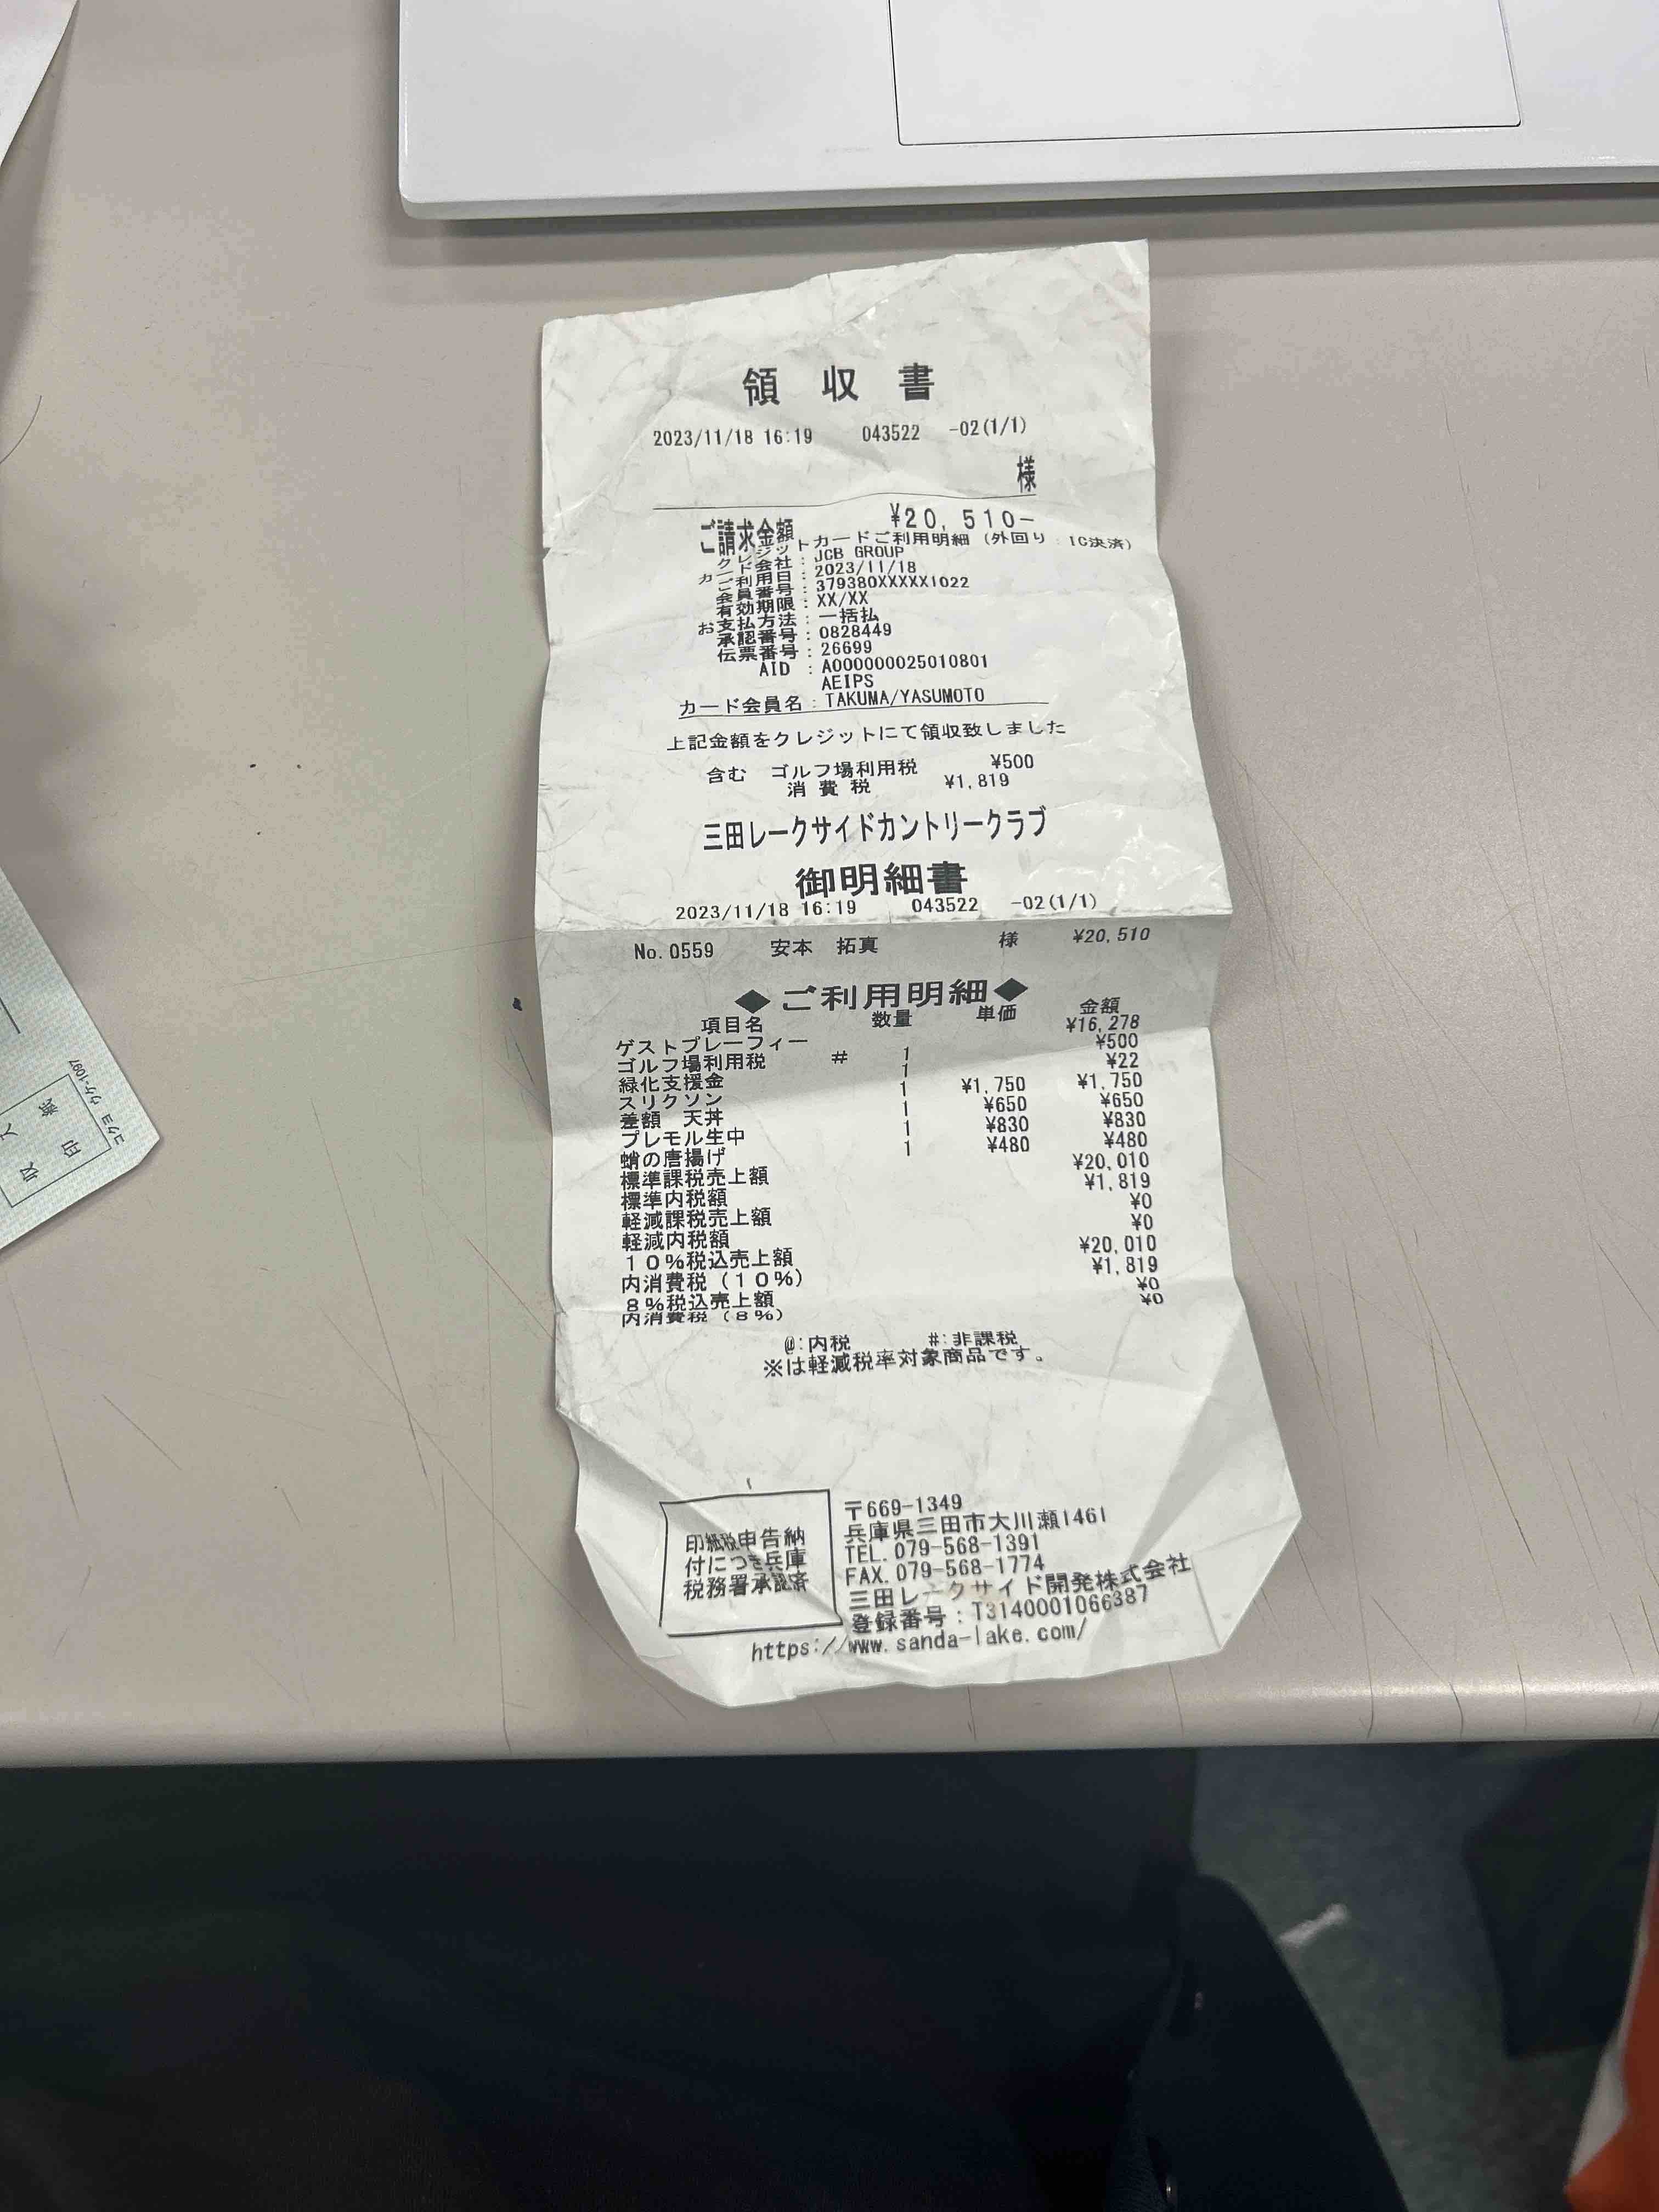 領 収 書
2023/11/18 16:19 043522 -02(1/1)
様
ご請求金額 ¥20,510-
クレジットカードご利用明細 (外回り:IC決済)
カード会社:JCB GROUP
ご利用日:2023/11/18
会員番号:379380XXXXX1022
有効期限:XX/XX
お支払方法:一括払
承認番号:0828449
伝票番号:26699
AID :A000000025010801
AEIPS
カード会員名:TAKUMA/YASUMOTO
上記金額をクレジットにて領収致しました
含む ゴルフ場利用税 ¥500
消 費 税 ¥1,819
三田レークサイドカントリークラブ
御明細書
2023/11/18 16:19 043522 -02(1/1)
No.0559 安本 拓真 様 ¥20,510
◆ご利用明細◆
項目名 数量 単価 金額
ゲストプレーフィー 1 ¥16,278
ゴルフ場利用税 # 1 ¥500
緑化支援金 1 ¥22
スリクソン 1 ¥1,750 ¥1,750
差額 天丼 1 ¥650 ¥650
プレモル生中 1 ¥830 ¥830
蛸の唐揚げ 1 ¥480 ¥480
標準課税売上額 ¥20,010
標準内税額 ¥1,819
軽減課税売上額 ¥0
軽減内税額 ¥0
10%税込売上額 ¥20,010
内消費税(10%) ¥1,819
8%税込売上額 ¥0
内消費税(8%) ¥0
@:内税 #:非課税
※は軽減税率対象商品です。
印紙税申告納
付につき兵庫
税務署承認済
〒669-1349
兵庫県三田市大川瀬1461
TEL.079-568-1391
FAX.079-568-1774
三田レークサイド開発株式会社
登録番号:T3140001066387
https://www.sanda-lake.com/
収 入
印 紙
コクヨ ウケ-1097